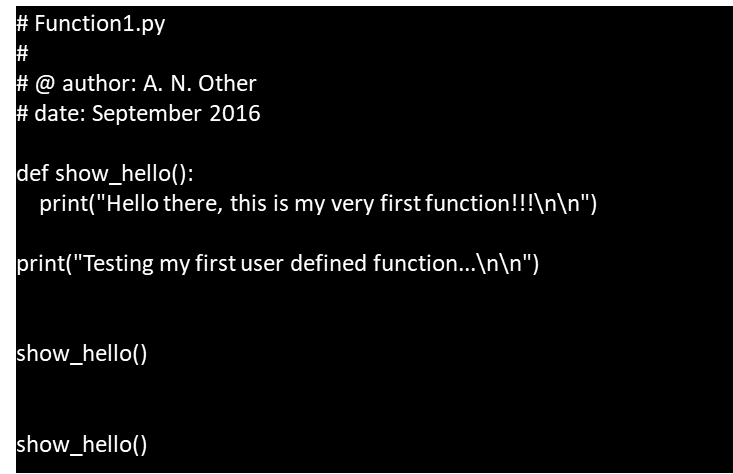 # Function1.py
#
# @ author: A. N. Other
# date: September 2016
def show_hello():
print("Hello there, this is my very first function!!!\n\n")
print("Testing my first user defined function...\n\n")
show_hello()
show_hello()